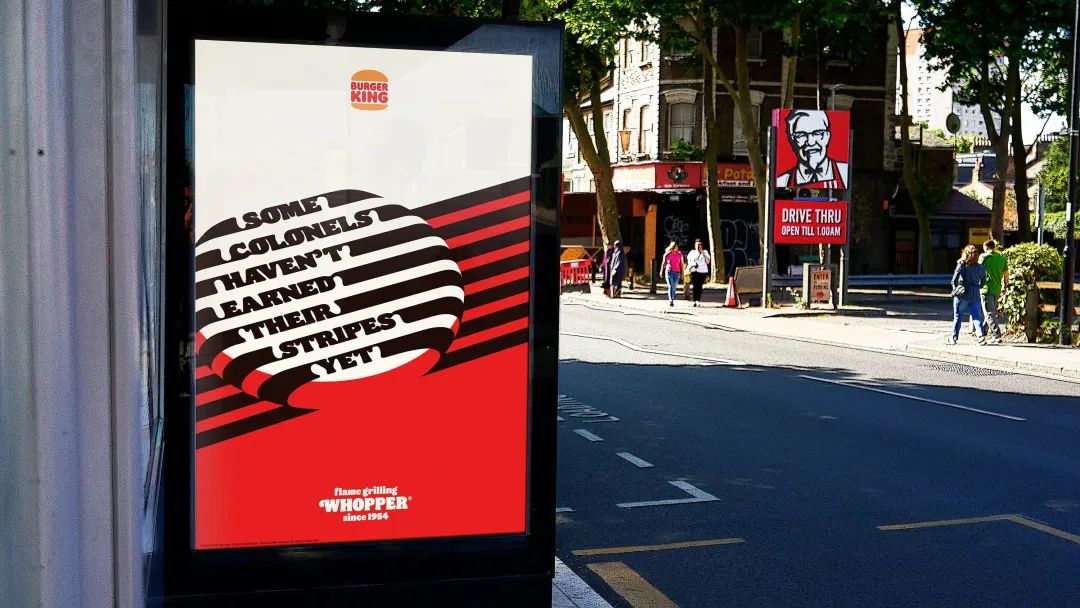 BURGER
KING
SOME
COLONELS
HAVEN'T
EARNED
THEIR
STRIPES
YET
flame grilling
WHOPPER®
since 1954
DRIVE THRU
OPEN TILL 1.00AM
ENTER